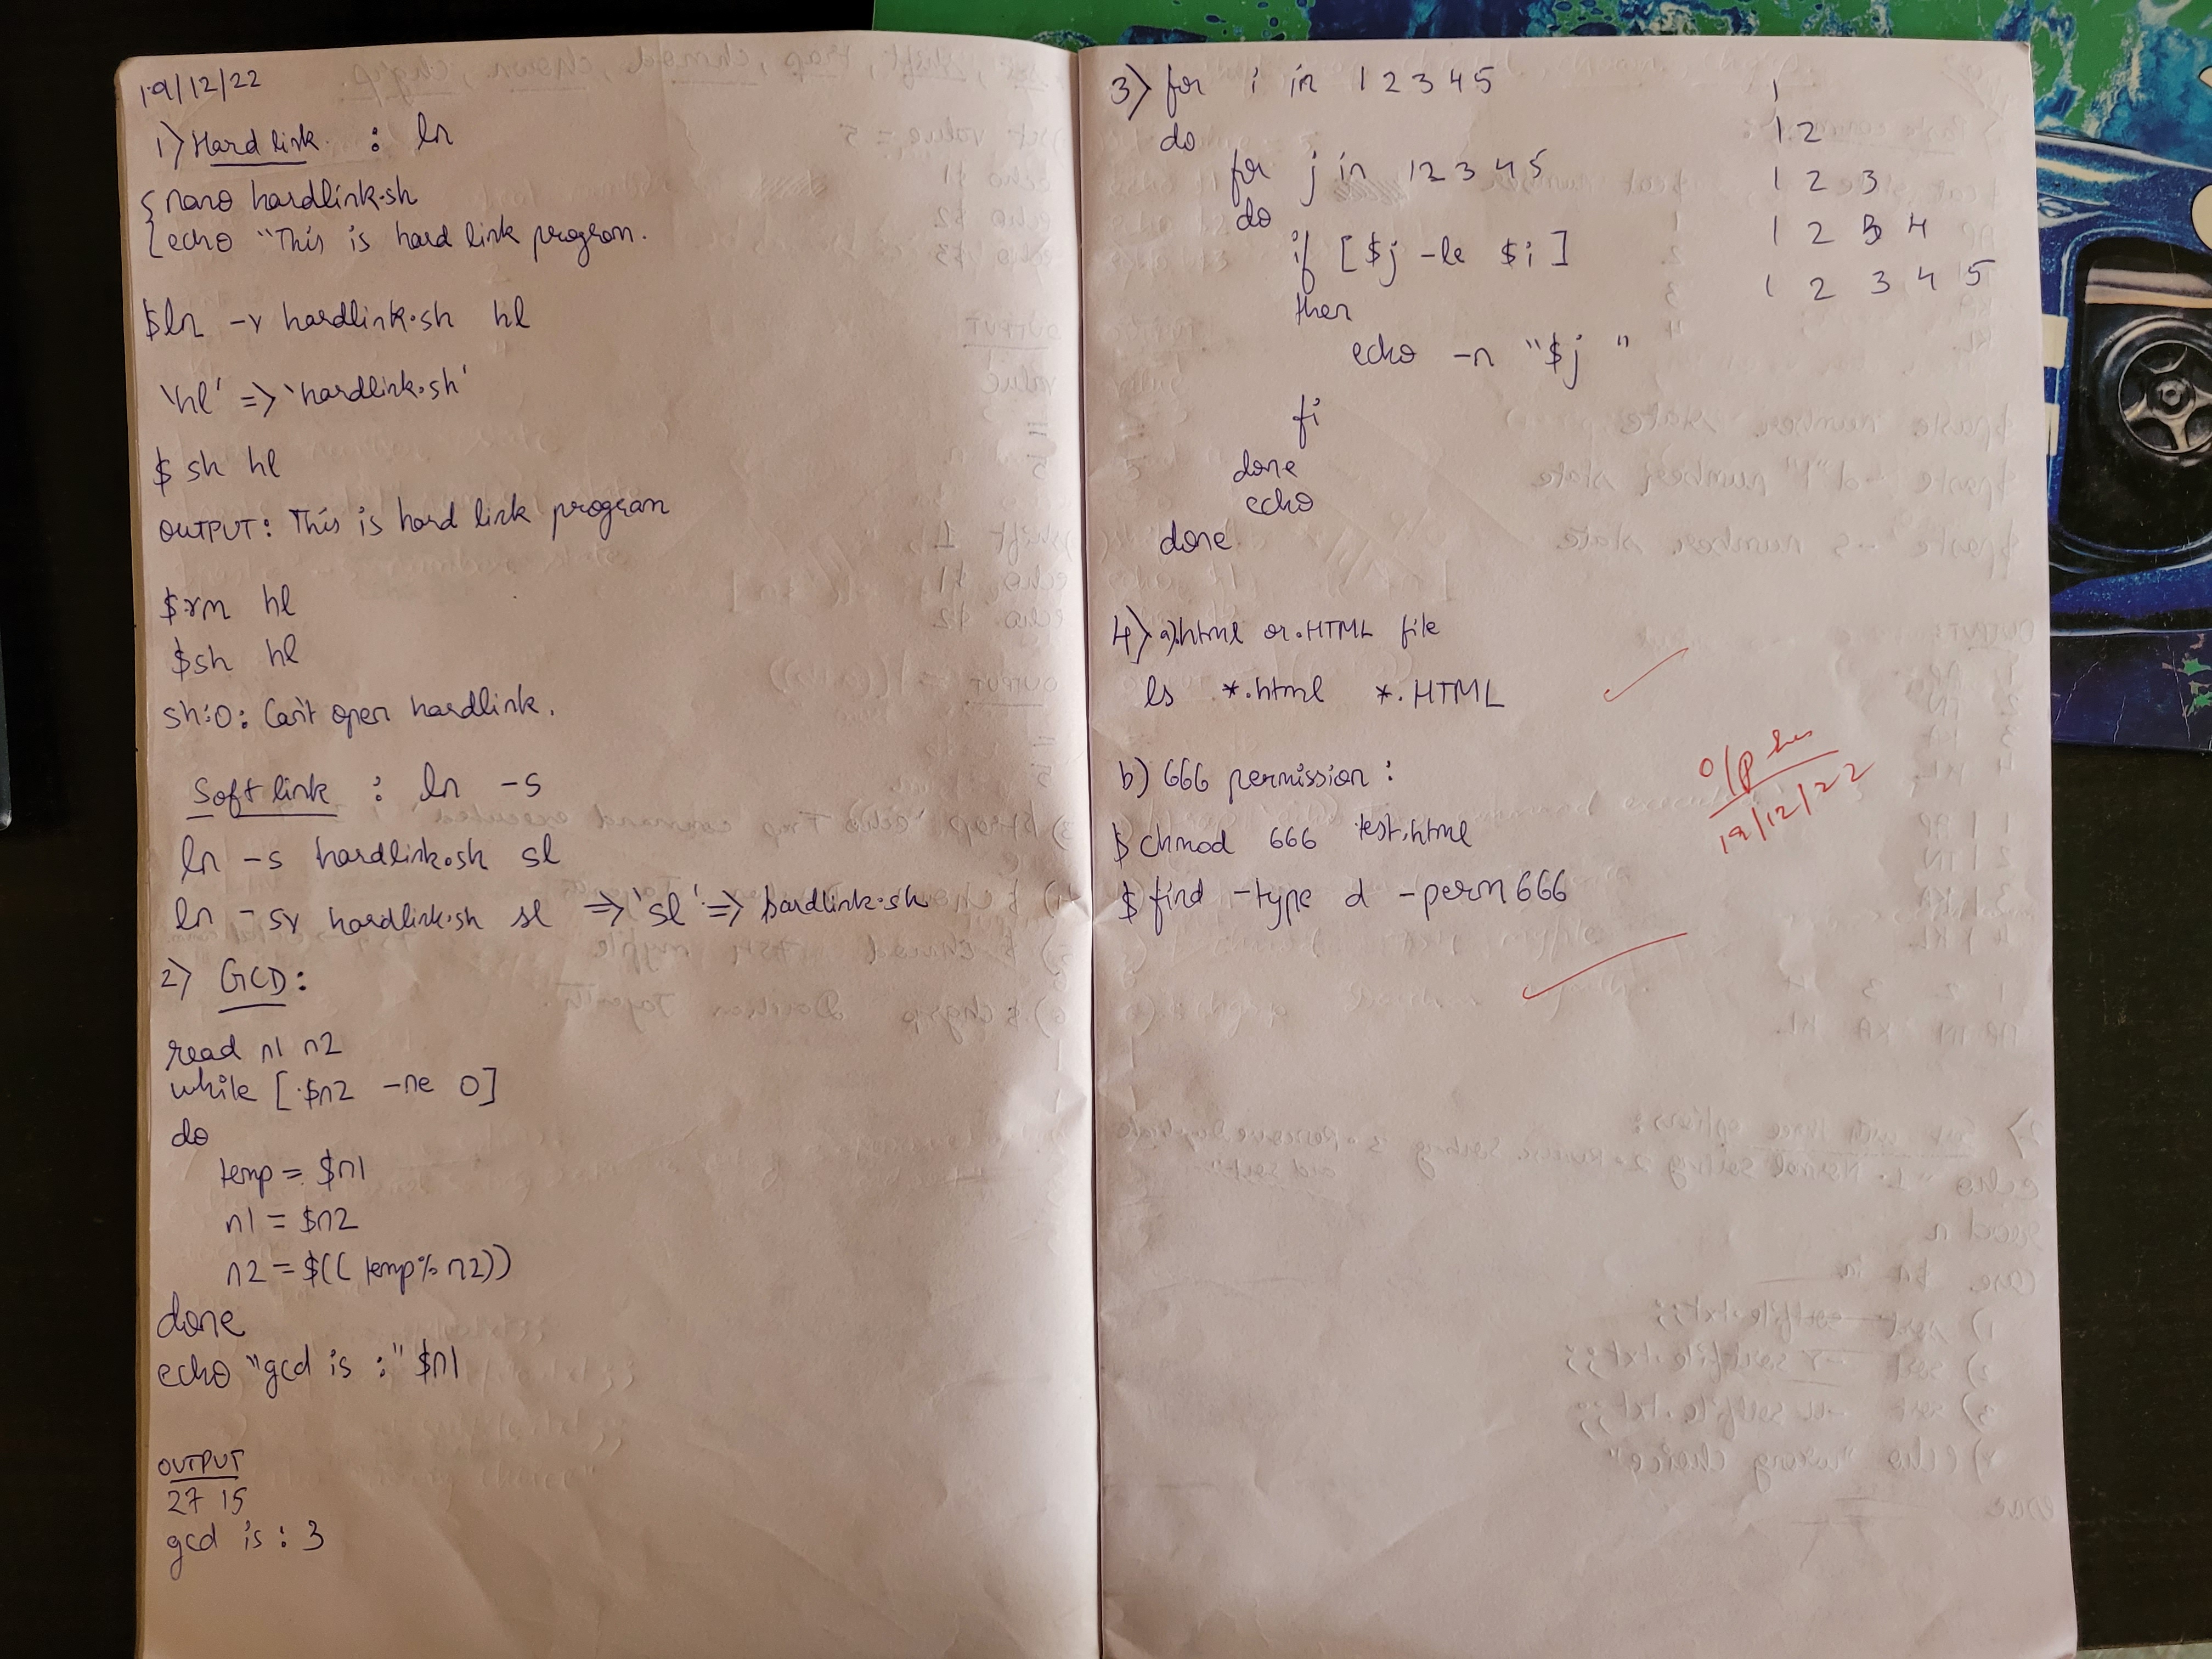 19/12/22
1) Hard link : ln
{ nano hardlink.sh
{ echo "This is hard link program.
$ln -v hardlink.sh hl
'hl' => 'hardlink.sh'
$ sh hl
OUTPUT : This is hard link program
$rm hl
$sh hl
sh:0: Can't open hardlink.
Soft link : ln -s
ln -s hardlink.sh sl
ln -sv hardlink.sh sl => 'sl' => hardlink.sh
2) GCD :
read n1 n2
while [ $n2 -ne 0]
do
temp = $n1
n1 = $n2
n2 = $(( temp % n2))
done
echo "gcd is :" $n1
OUTPUT
27 15
gcd is : 3
3) for i in 1 2 3 4 5
do
for j in 1 2 3 4 5
do
if [ $j -le $i ]
then
echo -n "$j "
fi
done
echo
done
1
1 2
1 2 3
1 2 3 4
1 2 3 4 5
4) a) html or .HTML file
ls *.html *.HTML
b) 666 permission :
$ chmod 666 test.html
$ find -type d -perm 666
O/P
19/12/22